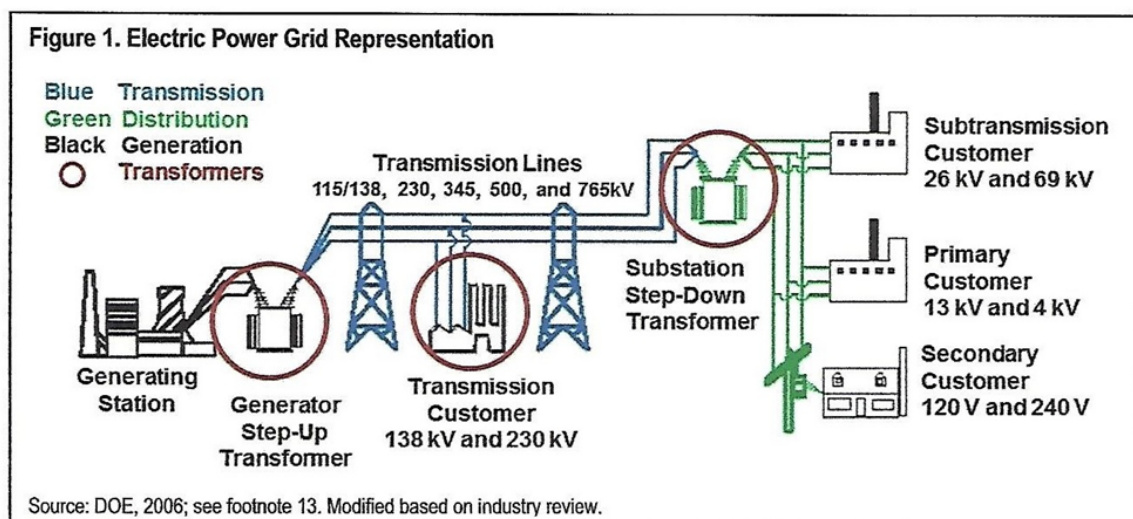 Figure 1. Electric Power Grid Representation
Blue Transmission
Green Distribution
Black Generation
Transformers
Transmission Lines
115/138, 230, 345, 500, and 765kV
Generating
Station
Generator
Step-Up
Transformer
Transmission
Customer
138 kV and 230 kV
Substation
Step-Down
Transformer
Subtransmission
Customer
26 kV and 69 kV
Primary
Customer
13 kV and 4 kV
Secondary
Customer
120 V and 240 V
Source: DOE, 2006; see footnote 13. Modified based on industry review.